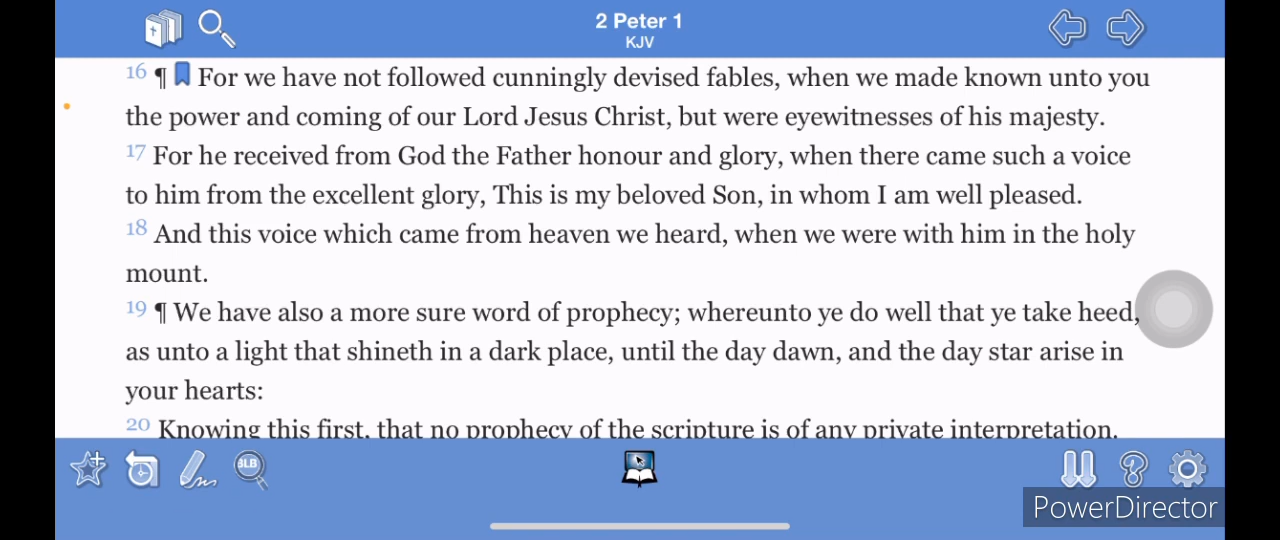 2 Peter 1
KJV
16 ¶ For we have not followed cunningly devised fables, when we made known unto you
the power and coming of our Lord Jesus Christ, but were eyewitnesses of his majesty.
17 For he received from God the Father honour and glory, when there came such a voice
to him from the excellent glory, This is my beloved Son, in whom I am well pleased.
18 And this voice which came from heaven we heard, when we were with him in the holy
mount.
19 ¶ We have also a more sure word of prophecy; whereunto ye do well that ye take heed,
as unto a light that shineth in a dark place, until the day dawn, and the day star arise in
your hearts:
20 Knowing this first, that no prophecy of the scripture is of any private interpretation.
BLB
PowerDirector